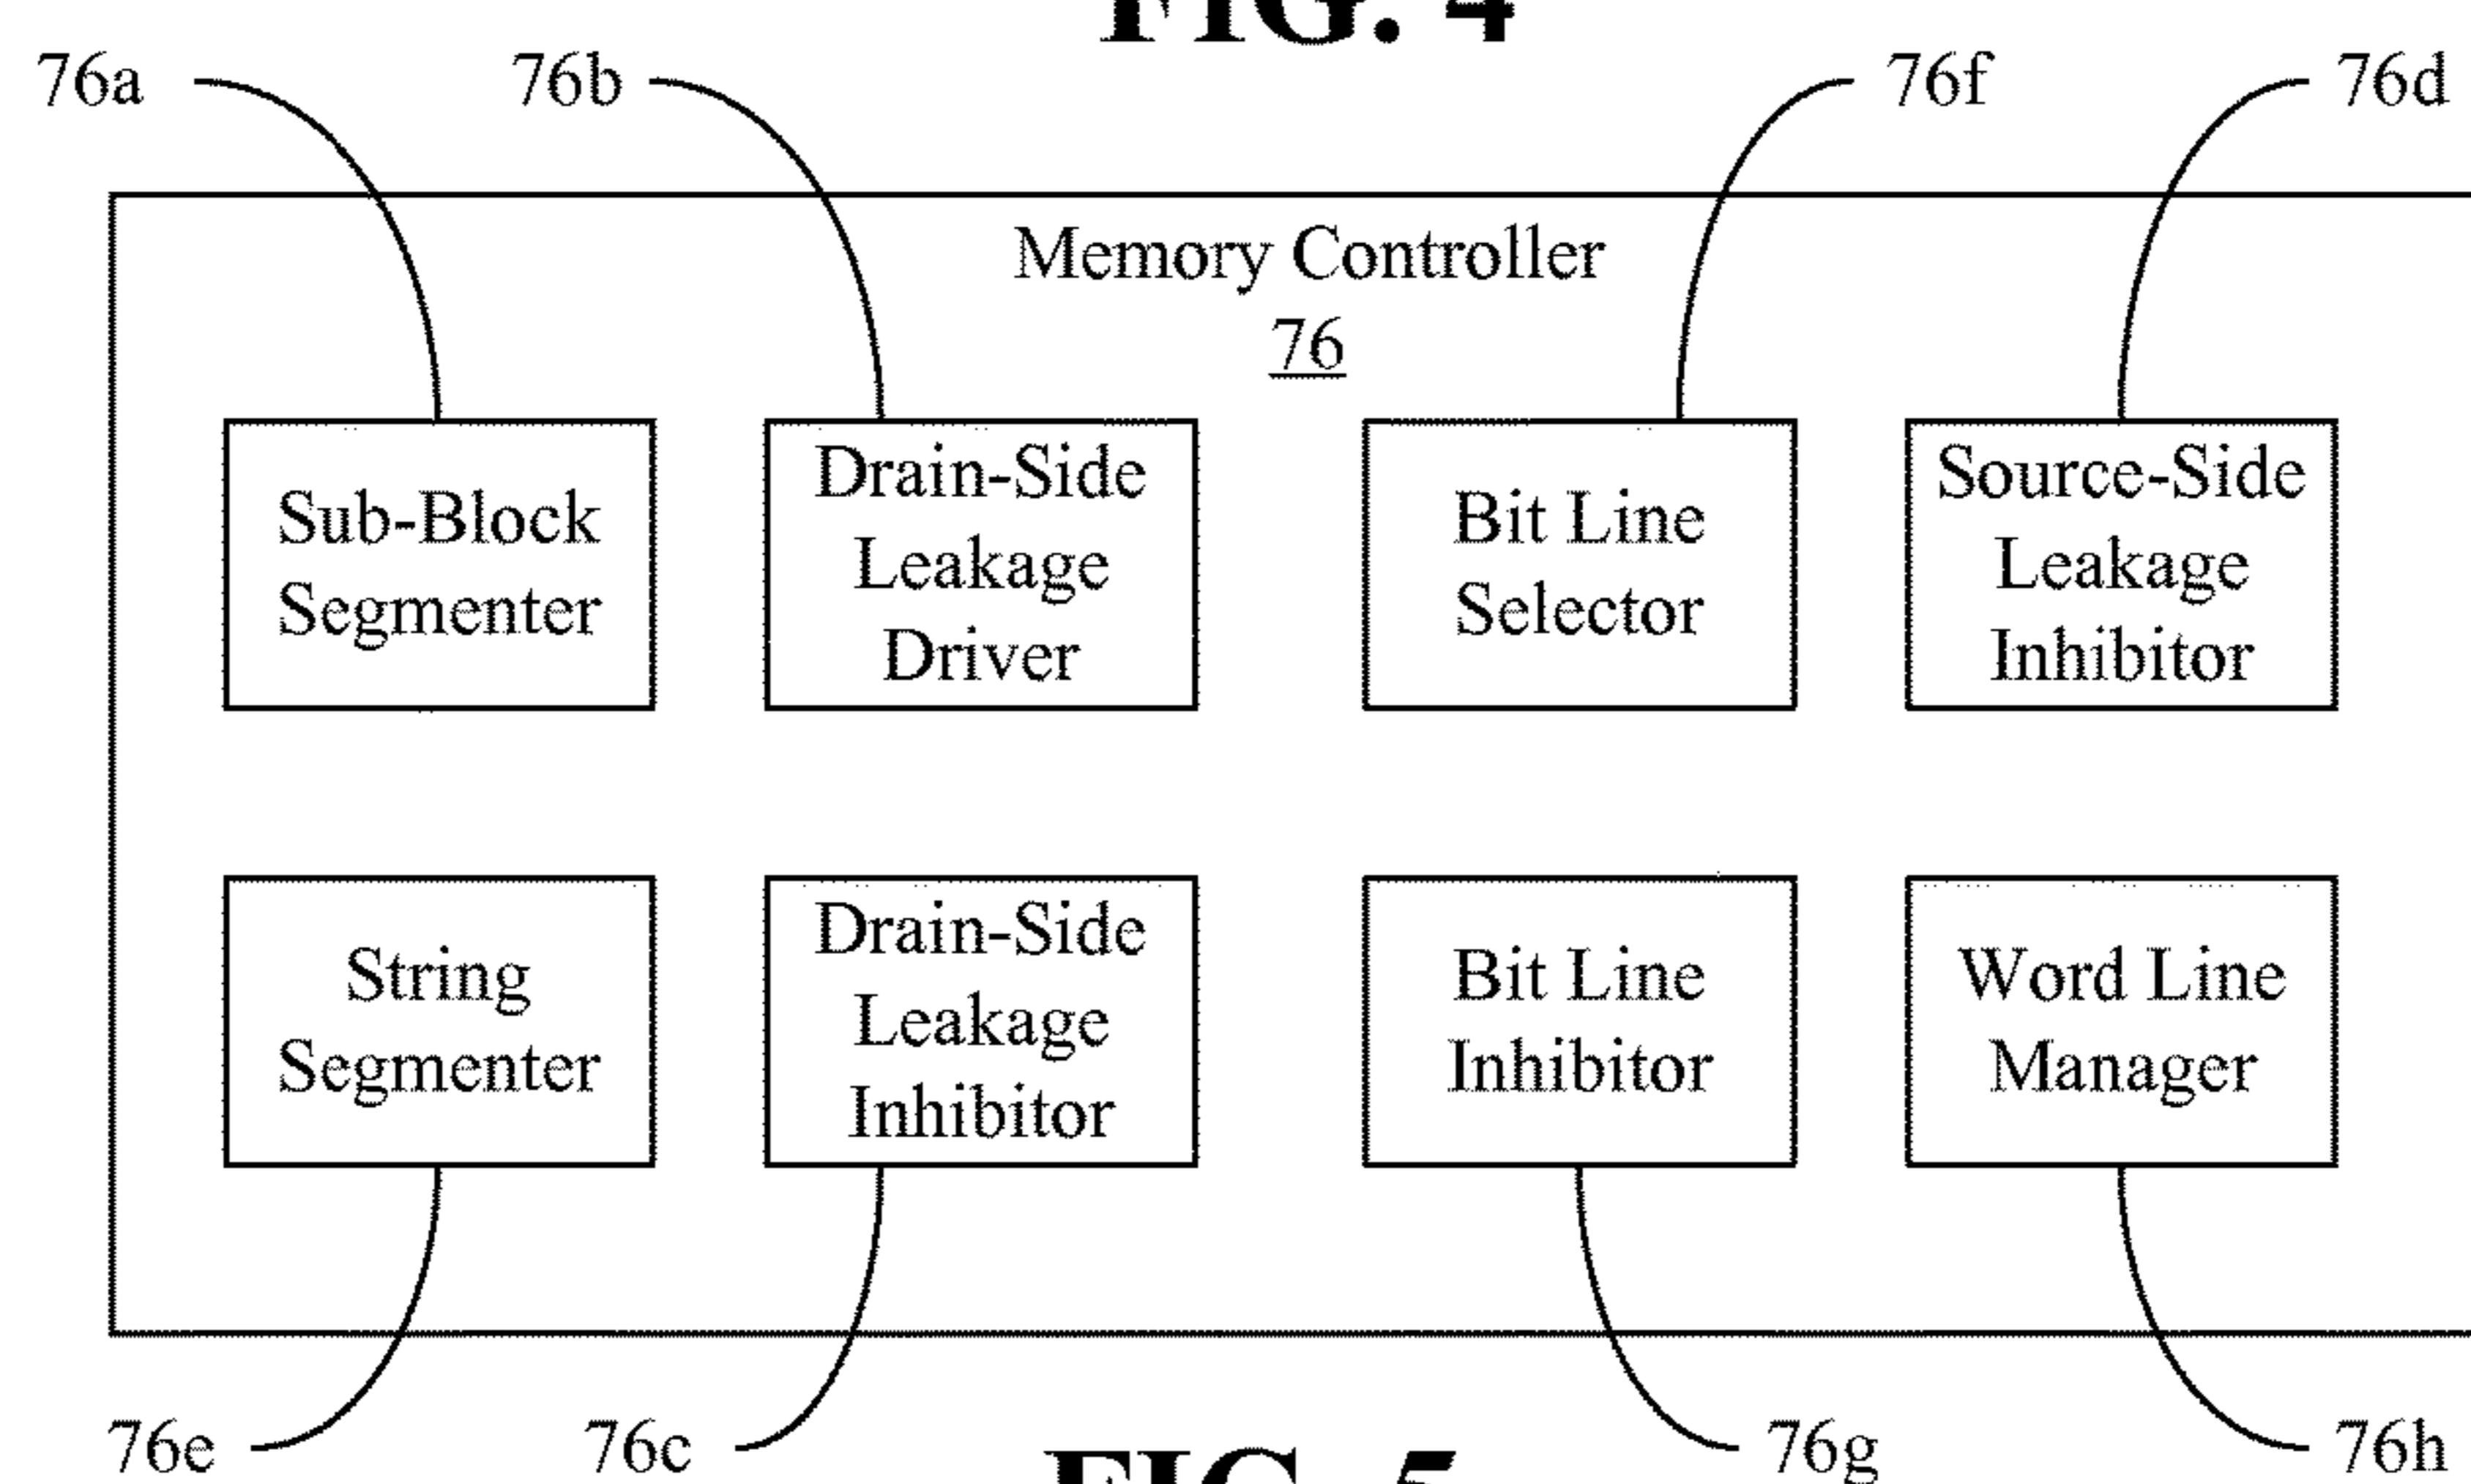 FIG. 4
76a
76b
76f
76d
Memory Controller
76
Sub-Block
Segmenter
Drain-Side
Leakage
Driver
Bit Line
Selector
Source-Side
Leakage
Inhibitor
String
Segmenter
Drain-Side
Leakage
Inhibitor
Bit Line
Inhibitor
Word Line
Manager
76e
76c
76g
76h
FIG. 5